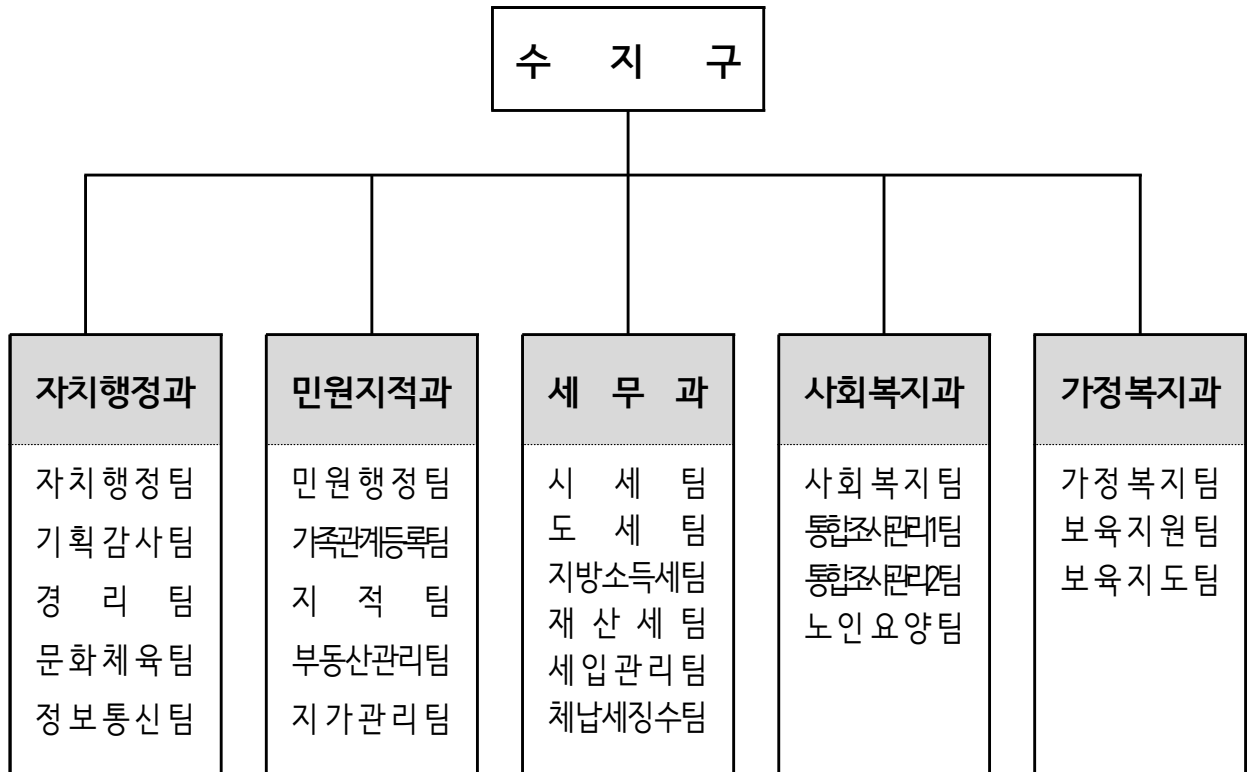 수 지 구
자치행정과
자치행정팀
기획감사팀
경 리 팀
문화체육팀
정보통신팀
민원지적과
민원행정팀
가족관계등록팀
지 적 팀
부동산관리팀
지가관리팀
세 무 과
시 세 팀
도 세 팀
지방소득세팀
재 산 세 팀
세입관리팀
체납세징수팀
사회복지과
사회복지팀
통합조사관리1팀
통합조사관리2팀
노인요양팀
가정복지과
가정복지팀
보육지원팀
보육지도팀